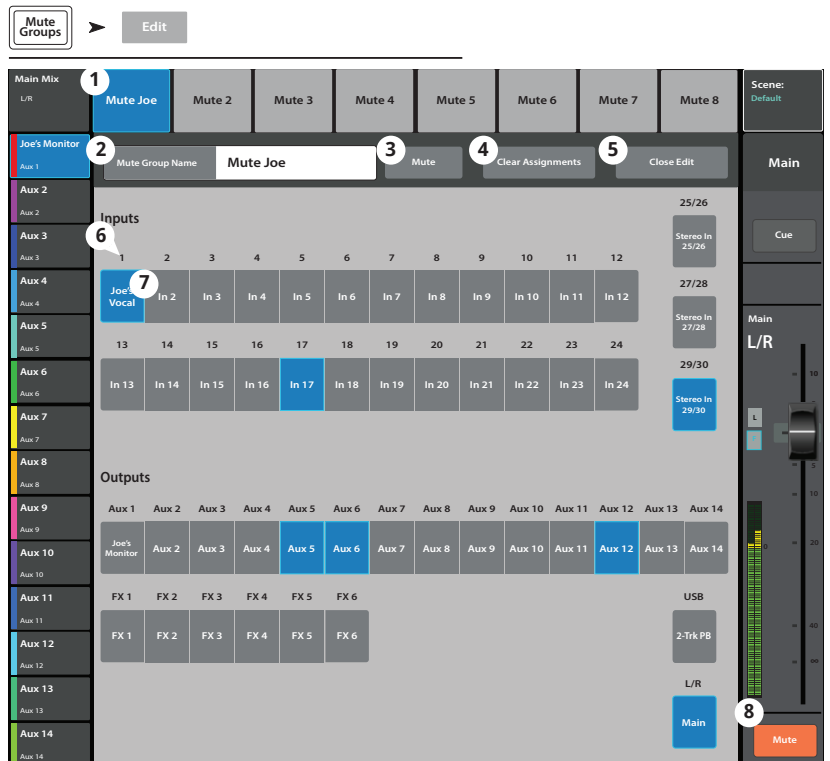 Mute
Groups
Edit
Main Mix
L/R
1
Mute Joe
Mute 2
Mute 3
Mute 4
Mute 5
Mute 6
Mute 7
Mute 8
Scene:
Default
Joe's Monitor
Aux 1
2
Mute Group Name
Mute Joe
3
Mute
4
Clear Assignments
5
Close Edit
Main
Aux 2
Aux 2
Aux 3
Aux 3
Aux 4
Aux 4
Aux 5
Aux 5
Aux 6
Aux 6
Aux 7
Aux 7
Aux 8
Aux 8
Aux 9
Aux 9
Aux 10
Aux 10
Aux 11
Aux 11
Aux 12
Aux 12
Aux 13
Aux 13
Aux 14
Aux 14
Inputs
6
1 2 3 4 5 6 7 8 9 10 11 12
Joe's
Vocal
7
In 2 In 3 In 4 In 5 In 6 In 7 In 8 In 9 In 10 In 11 In 12
13 14 15 16 17 18 19 20 21 22 23 24
In 13 In 14 In 15 In 16 In 17 In 18 In 19 In 20 In 21 In 22 In 23 In 24
25/26
Stereo In
25/26
27/28
Stereo In
27/28
29/30
Stereo In
29/30
Outputs
Aux 1 Aux 2 Aux 3 Aux 4 Aux 5 Aux 6 Aux 7 Aux 8 Aux 9 Aux 10 Aux 11 Aux 12 Aux 13 Aux 14
Joe's
Monitor
Aux 2 Aux 3 Aux 4 Aux 5 Aux 6 Aux 7 Aux 8 Aux 9 Aux 10 Aux 11 Aux 12 Aux 13 Aux 14
FX 1 FX 2 FX 3 FX 4 FX 5 FX 6
FX 1 FX 2 FX 3 FX 4 FX 5 FX 6
USB
2-Trk PB
L/R
Main
Cue
Main
L/R
10
L
5
10
0
20
40
∞
8
Mute